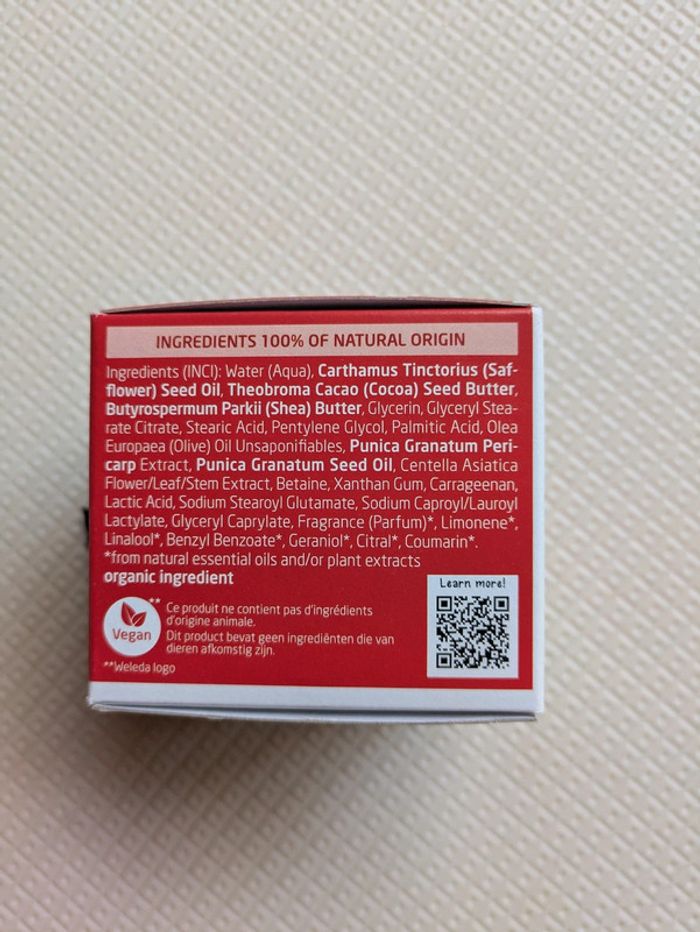 INGREDIENTS 100% OF NATURAL ORIGIN
Ingredients (INCI): Water (Aqua), Carthamus Tinctorius (Saf-
flower) Seed Oil, Theobroma Cacao (Cocoa) Seed Butter,
Butyrospermum Parkii (Shea) Butter, Glycerin, Glyceryl Stea-
rate Citrate, Stearic Acid, Pentylene Glycol, Palmitic Acid, Olea
Europaea (Olive) Oil Unsaponifiables, Punica Granatum Peri-
carp Extract, Punica Granatum Seed Oil, Centella Asiatica
Flower/Leaf/Stem Extract, Betaine, Xanthan Gum, Carrageenan,
Lactic Acid, Sodium Stearoyl Glutamate, Sodium Caproyl/Lauroyl
Lactylate, Glyceryl Caprylate, Fragrance (Parfum)*, Limonene*,
Linalool*, Benzyl Benzoate*, Geraniol*, Citral*, Coumarin*.
*from natural essential oils and/or plant extracts
organic ingredient
Vegan**
Ce produit ne contient pas d'ingrédients
d'origine animale.
Dit product bevat geen ingrediënten die van
dieren afkomstig zijn.
**Weleda logo
Learn more!